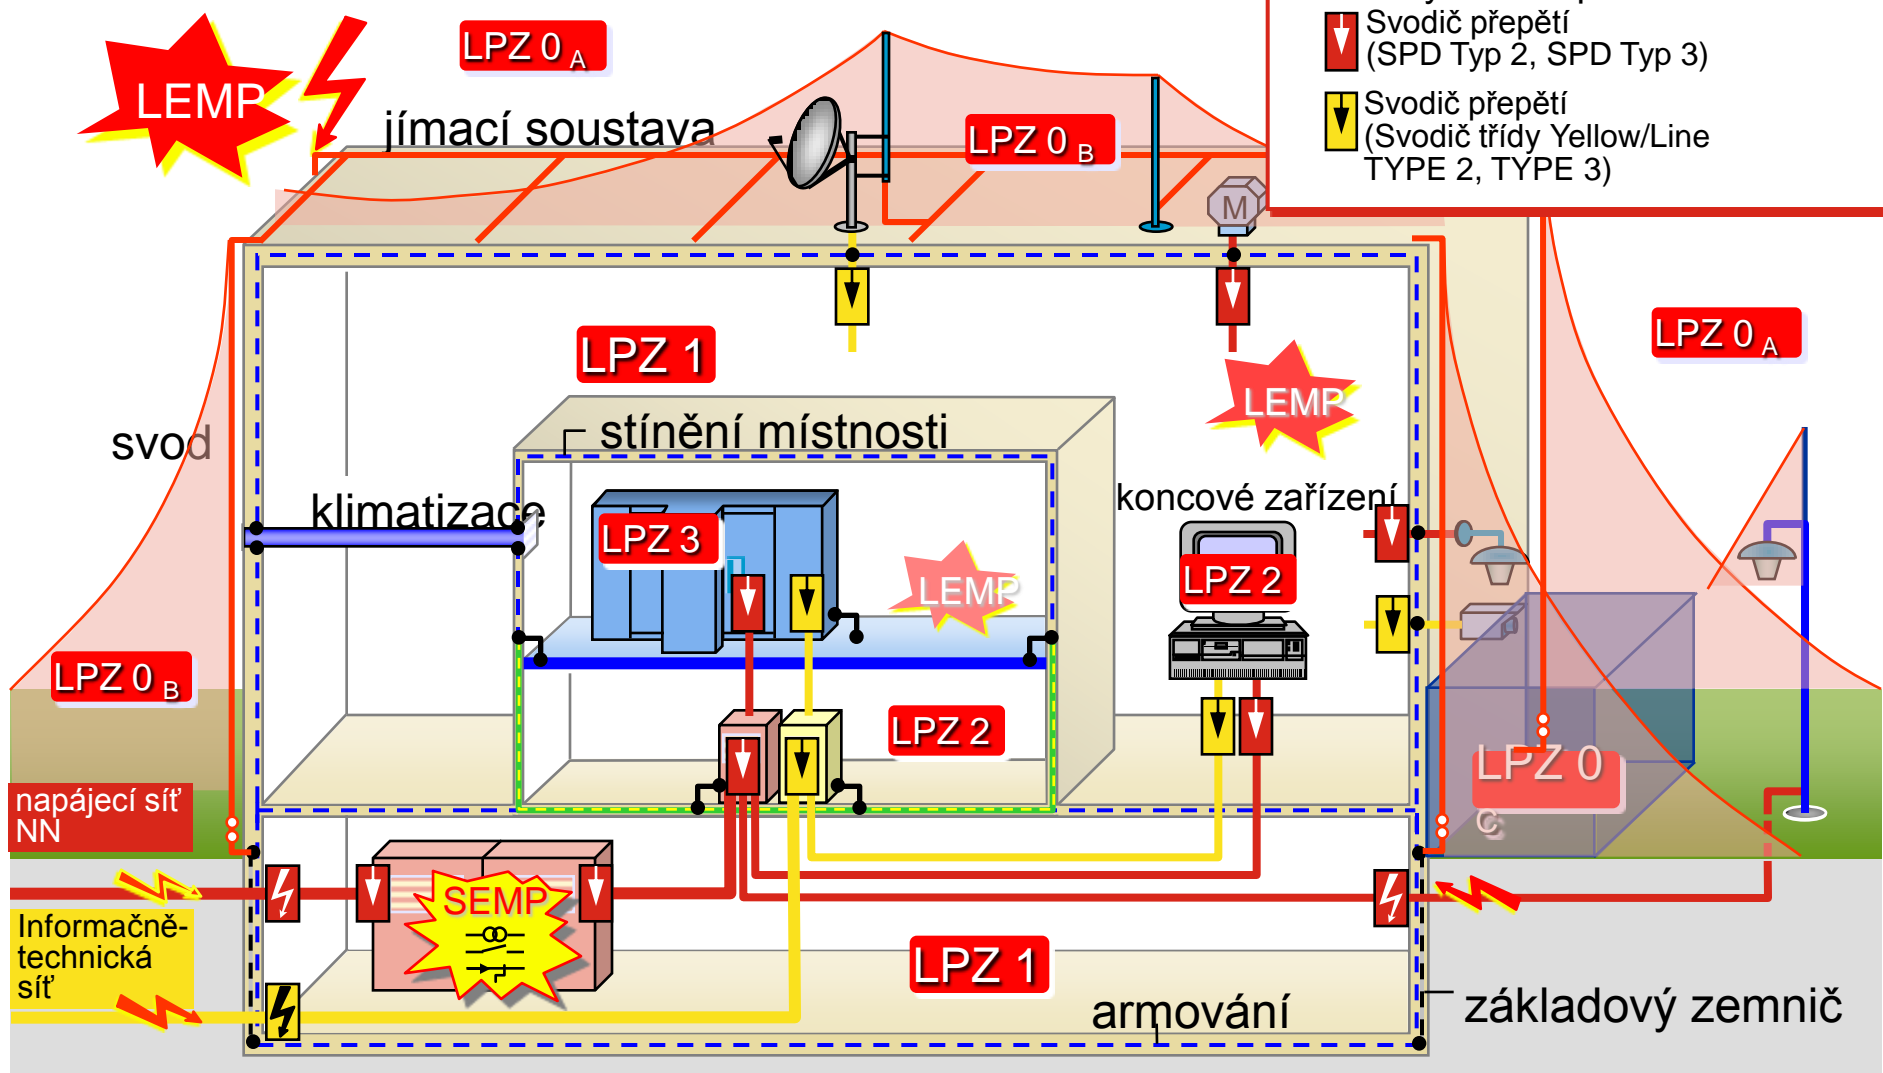 LPZ 0 A
Svodič přepětí
(SPD Typ 2, SPD Typ 3)
LEMP
jímací soustava
LPZ 0 B
Svodič přepětí
(Svodič třídy Yellow/Line
TYPE 2, TYPE 3)
M
LPZ 1
LPZ 0 A
LEMP
svod
stínění místnosti
klimatizace
koncové zařízení
LPZ 3
LEMP
LPZ 2
LPZ 0 B
LPZ 2
LPZ 0
C
napájecí síť
NN
SEMP
Informačně-
technická
síť
LPZ 1
armování
základový zemnič